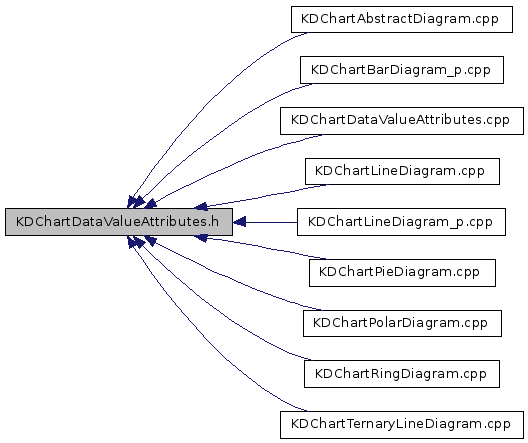 KDChartAbstractDiagram.cpp
KDChartBarDiagram_p.cpp
KDChartDataValueAttributes.cpp
KDChartLineDiagram.cpp
KDChartDataValueAttributes.h
KDChartLineDiagram_p.cpp
KDChartPieDiagram.cpp
KDChartPolarDiagram.cpp
KDChartRingDiagram.cpp
KDChartTernaryLineDiagram.cpp